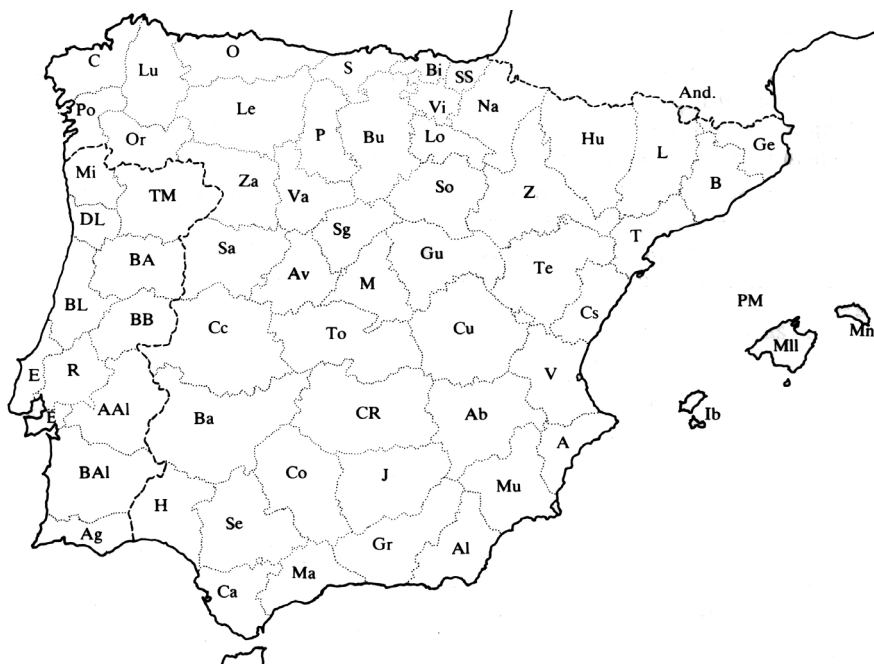 C
Lu
O
S
Bi
SS
Na
And.
Po
Or
Le
P
Bu
Vi
Lo
Hu
L
Ge
B
Mi
TM
Za
Va
So
Z
T
DL
BA
Sa
Sg
Av
M
Gu
Te
Cs
BL
BB
Cc
To
Cu
PM
Mll
Mn
E
R
AAl
Ba
CR
Ab
V
Ib
E
BAl
Co
J
Mu
A
H
Se
Gr
Al
Ag
Ca
Ma